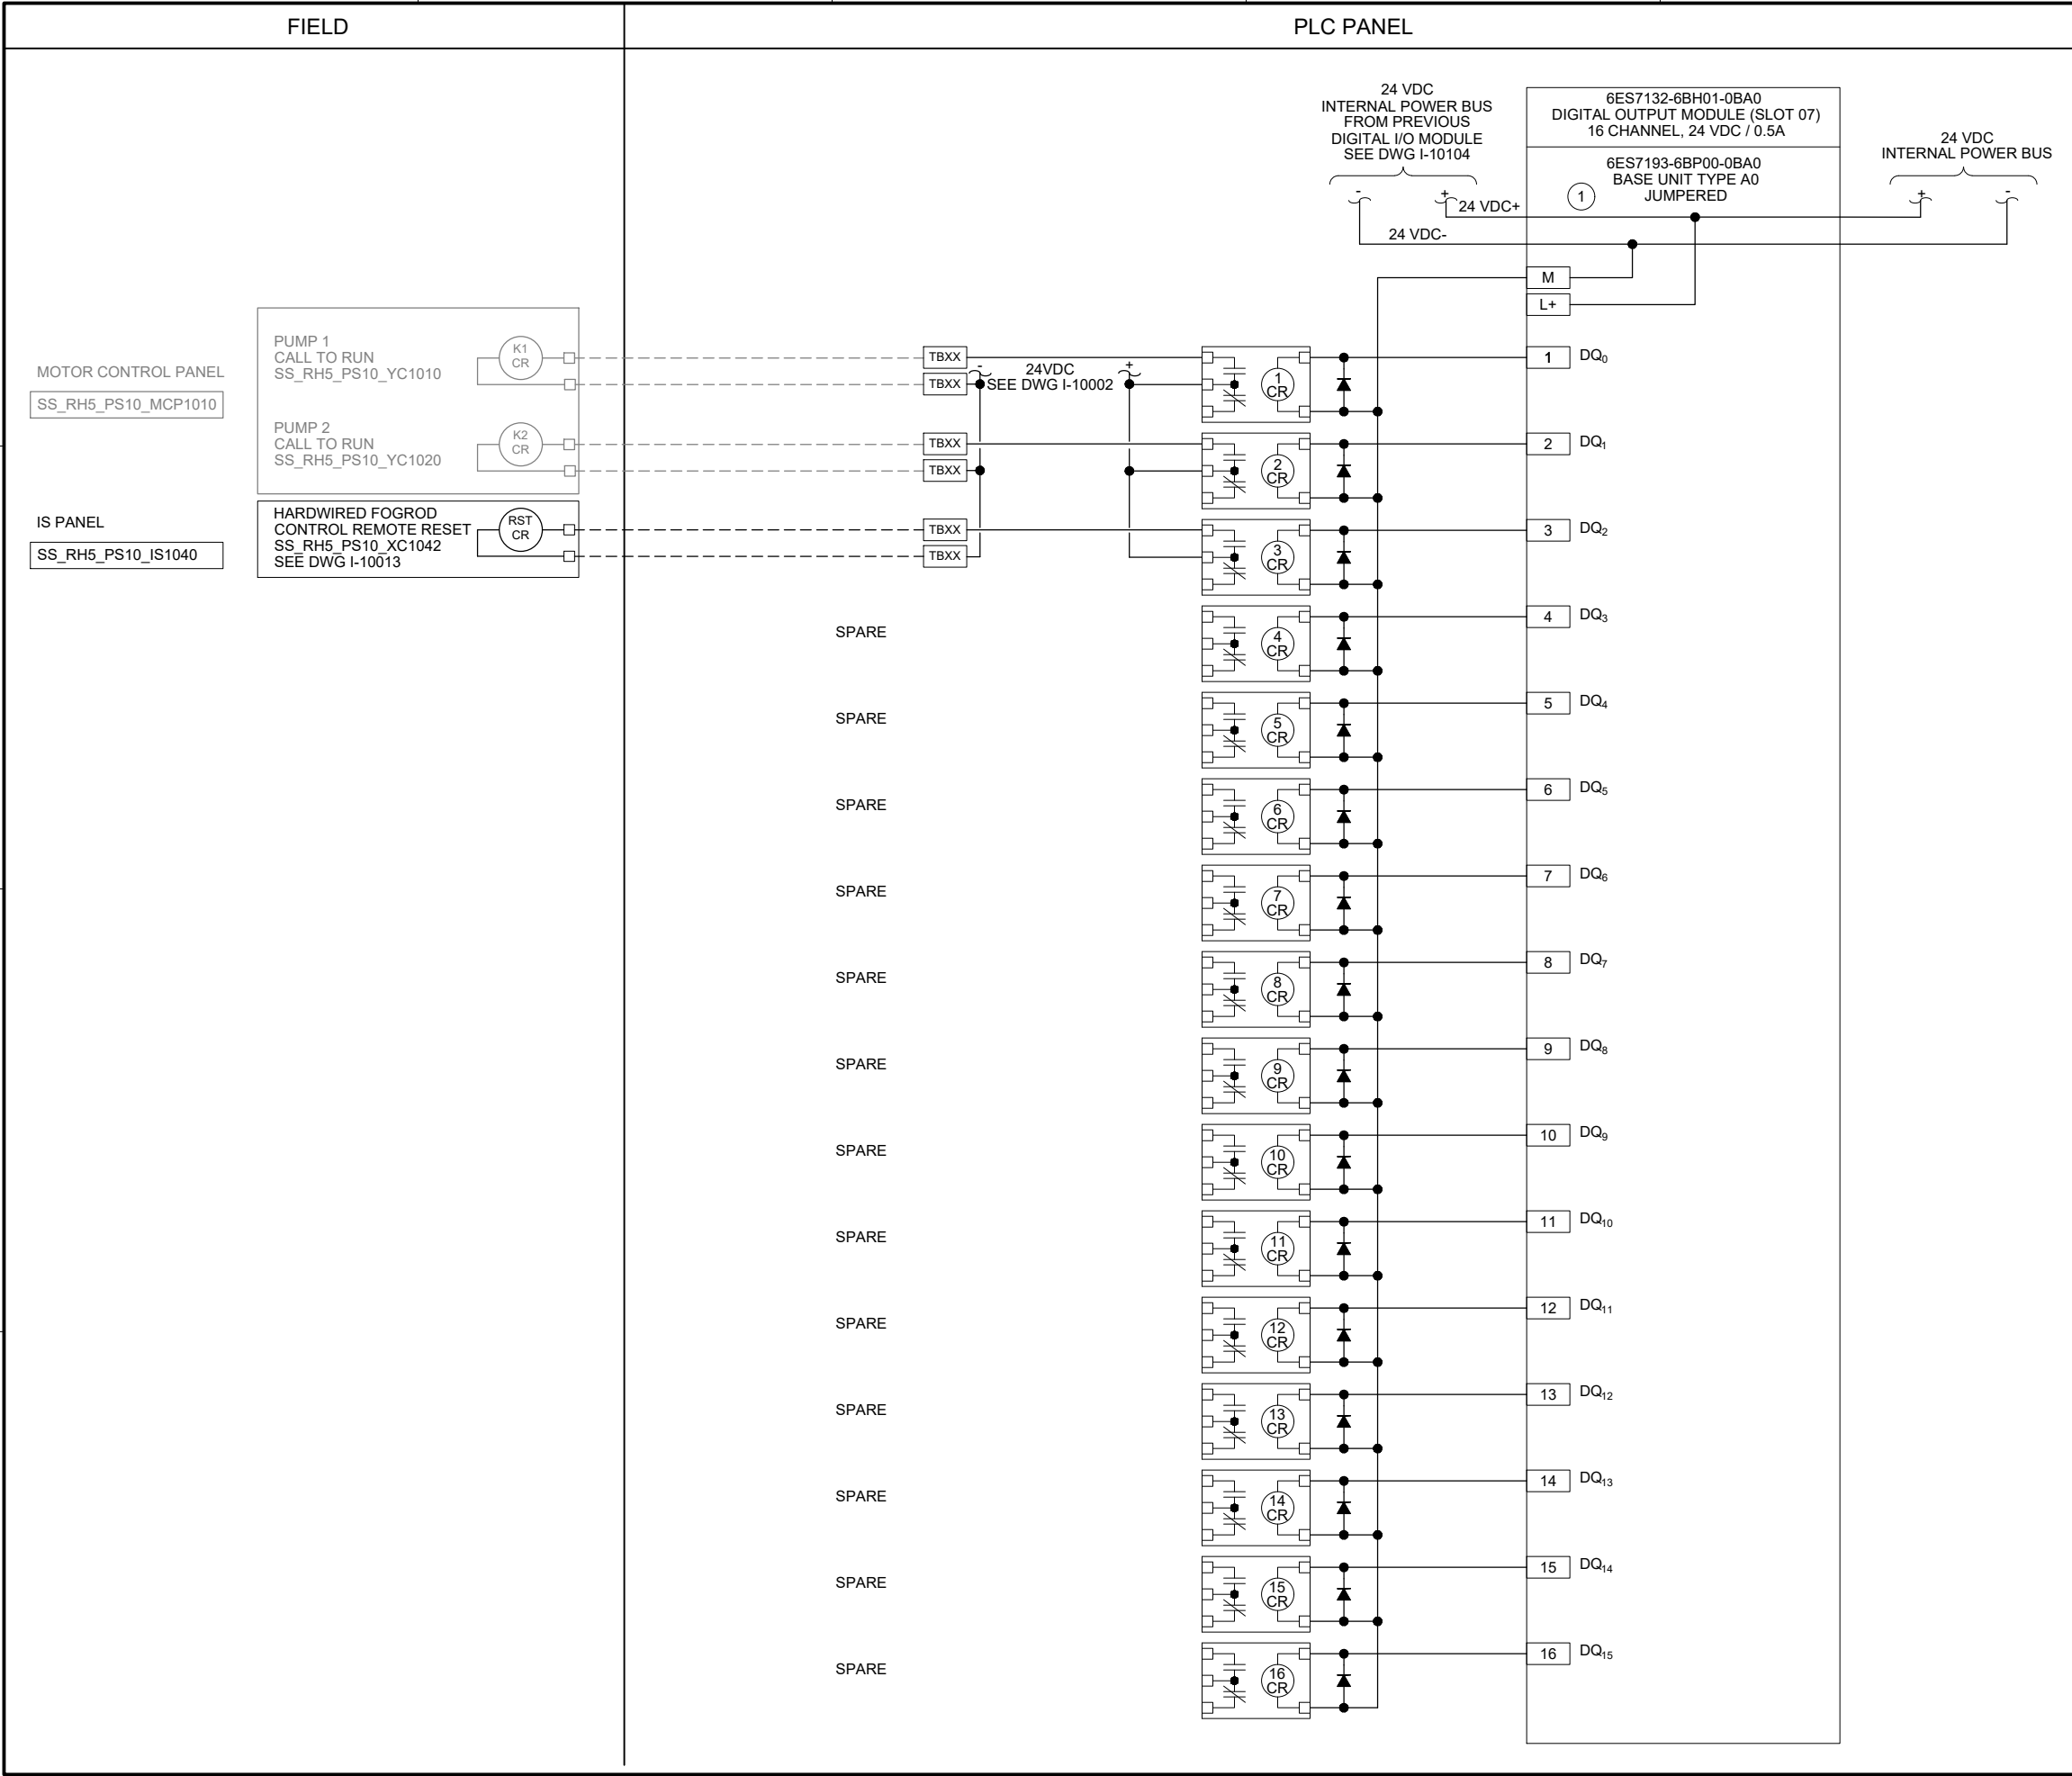 FIELD
PLC PANEL
24 VDC
INTERNAL POWER BUS
FROM PREVIOUS
DIGITAL I/O MODULE
SEE DWG I-10104
-
+
24 VDC+
24 VDC-
6ES7132-6BH01-0BA0
DIGITAL OUTPUT MODULE (SLOT 07)
16 CHANNEL, 24 VDC / 0.5A
6ES7193-6BP00-0BA0
BASE UNIT TYPE A0
JUMPERED
1
24 VDC
INTERNAL POWER BUS
+
-
M
L+
MOTOR CONTROL PANEL
SS_RH5_PS10_MCP1010
PUMP 1
CALL TO RUN
SS_RH5_PS10_YC1010
K1
CR
TBXX
TBXX
-
24VDC
SEE DWG I-10002
+
1
CR
1
DQ0
PUMP 2
CALL TO RUN
SS_RH5_PS10_YC1020
K2
CR
TBXX
TBXX
2
CR
2
DQ1
IS PANEL
SS_RH5_PS10_IS1040
HARDWIRED FOGROD
CONTROL REMOTE RESET
SS_RH5_PS10_XC1042
SEE DWG I-10013
RST
CR
TBXX
TBXX
3
CR
3
DQ2
SPARE
4
CR
4
DQ3
SPARE
5
CR
5
DQ4
SPARE
6
CR
6
DQ5
SPARE
7
CR
7
DQ6
SPARE
8
CR
8
DQ7
SPARE
9
CR
9
DQ8
SPARE
10
CR
10
DQ9
SPARE
11
CR
11
DQ10
SPARE
12
CR
12
DQ11
SPARE
13
CR
13
DQ12
SPARE
14
CR
14
DQ13
SPARE
15
CR
15
DQ14
SPARE
16
CR
16
DQ15